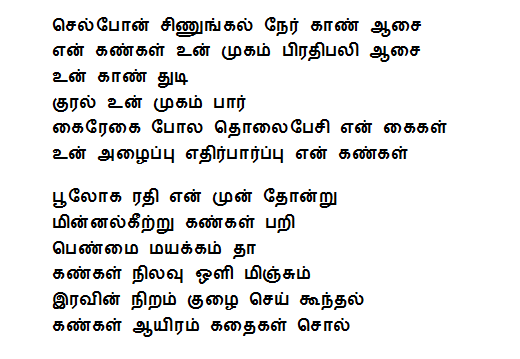 செல்போன் சிணுங்கல் நேர் காண் ஆசை
என் கண்கள் உன் முகம் பிரதிபலி ஆசை
உன் காண் துடி
குரல் உன் முகம் பார்
கைரேகை போல தொலைபேசி என் கைகள்
உன் அழைப்பு எதிர்பார்ப்பு என் கண்கள்
பூலோக ரதி என் முன் தோன்று
மின்னல்கீற்று கண்கள் பறி
பெண்மை மயக்கம் தா
கண்கள் நிலவு ஒளி மிஞ்சும்
இரவின் நிறம் குழை செய் கூந்தல்
கண்கள் ஆயிரம் கதைகள் சொல்